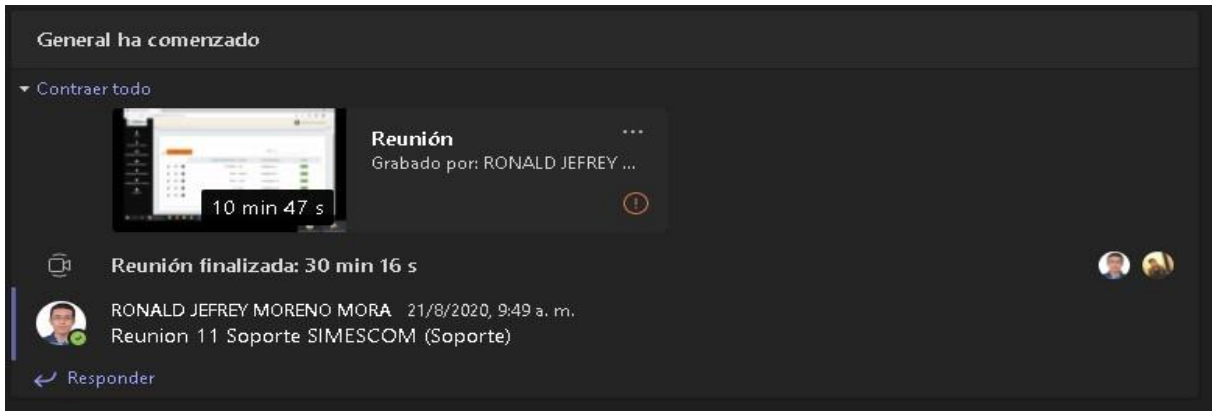 General ha comenzado
Contraer todo
Reunión
Grabado por: RONALD JEFREY ...
10 min 47 s
Reunión finalizada: 30 min 16 s
RONALD JEFREY MORENO MORA 21/8/2020, 9:49 a. m.
Reunion 11 Soporte SIMESCOM (Soporte)
Responder